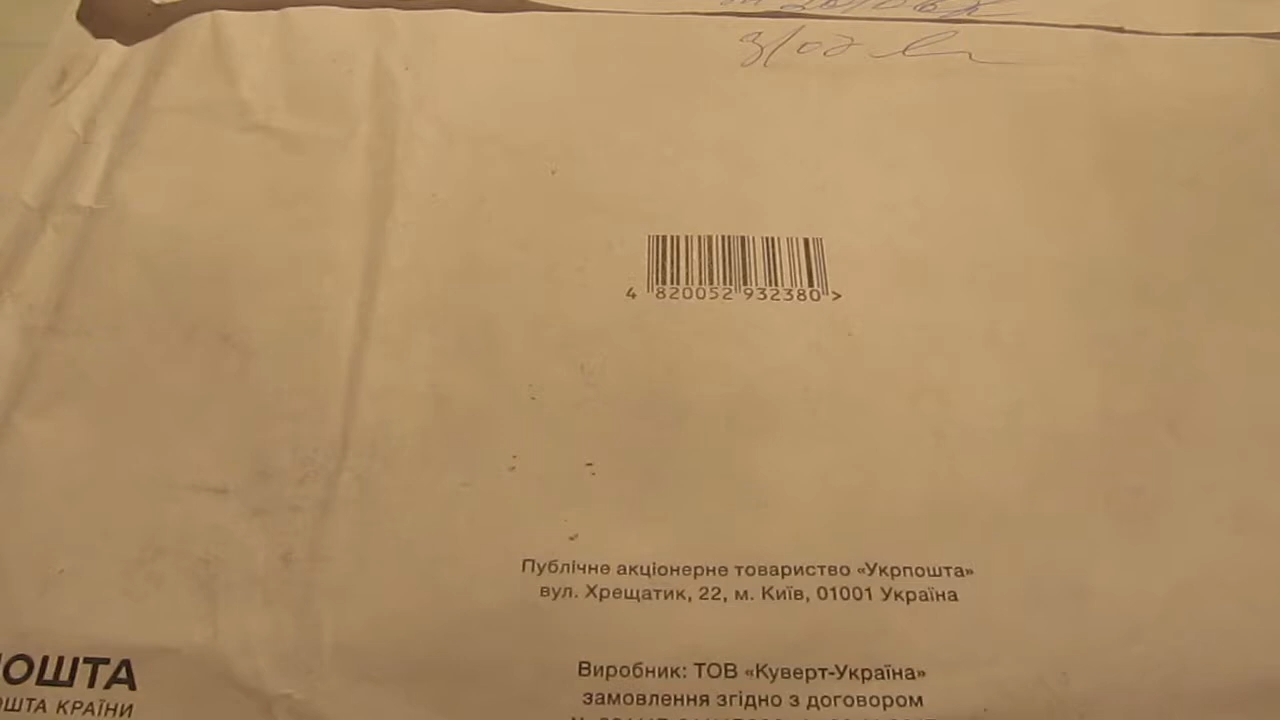 4 820052 932380 >
Публічне акціонерне товариство «Укрпошта»
вул. Хрещатик, 22, м. Київ, 01001 Україна
Виробник: ТОВ «Куверт-Україна»
замовлення згідно з договором
ОШТА
ОШТА КРАЇНИ